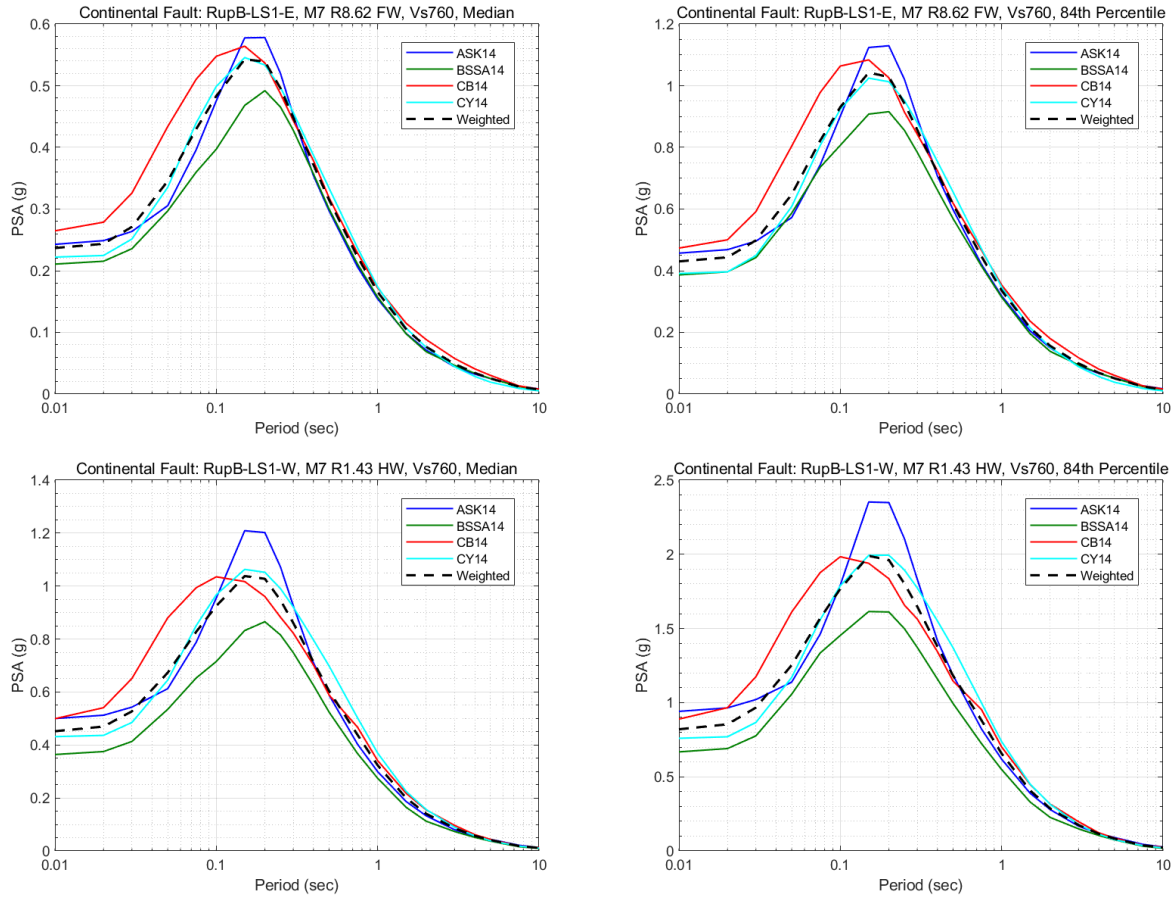 Continental Fault: RupB-LS1-E, M7 R8.62 FW, Vs760, Median
0.6
0.5
0.4
0.3
0.2
0.1
0
PSA (g)
ASK14
BSSA14
CB14
CY14
Weighted
0.01
0.1
1
10
Period (sec)
Continental Fault: RupB-LS1-E, M7 R8.62 FW, Vs760, 84th Percentile
1.2
1
0.8
0.6
0.4
0.2
0
PSA (g)
ASK14
BSSA14
CB14
CY14
Weighted
0.01
0.1
1
10
Period (sec)
Continental Fault: RupB-LS1-W, M7 R1.43 HW, Vs760, Median
1.4
1.2
1
0.8
0.6
0.4
0.2
0
PSA (g)
ASK14
BSSA14
CB14
CY14
Weighted
0.01
0.1
1
10
Period (sec)
Continental Fault: RupB-LS1-W, M7 R1.43 HW, Vs760, 84th Percentile
2.5
2
1.5
1
0.5
0
PSA (g)
ASK14
BSSA14
CB14
CY14
Weighted
0.01
0.1
1
10
Period (sec)